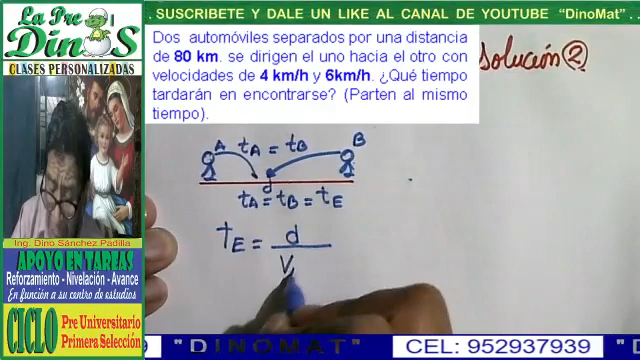 SUSCRIBETE Y DALE UN LIKE AL CANAL DE YOUTUBE "DinoMat"
La Pre
DinoS
CLASES PERSONALIZADAS
Dos automóviles separados por una distancia
de 80 km. se dirigen el uno hacia el otro con
velocidades de 4 km/h y 6km/h. ¿Qué tiempo
tardarán en encontrarse? (Parten al mismo
tiempo).
Solución 2
A tA = tB B
d
tA = tB = tE
tE = d
V
Ing. Dino Sánchez Padilla
APOYO EN TAREAS
Reforzamiento - Nivelación - Avance
En función a su centro de estudios
CICLO Pre Universitario
Primera Selección
9 "DINOMAT" CEL: 952937939